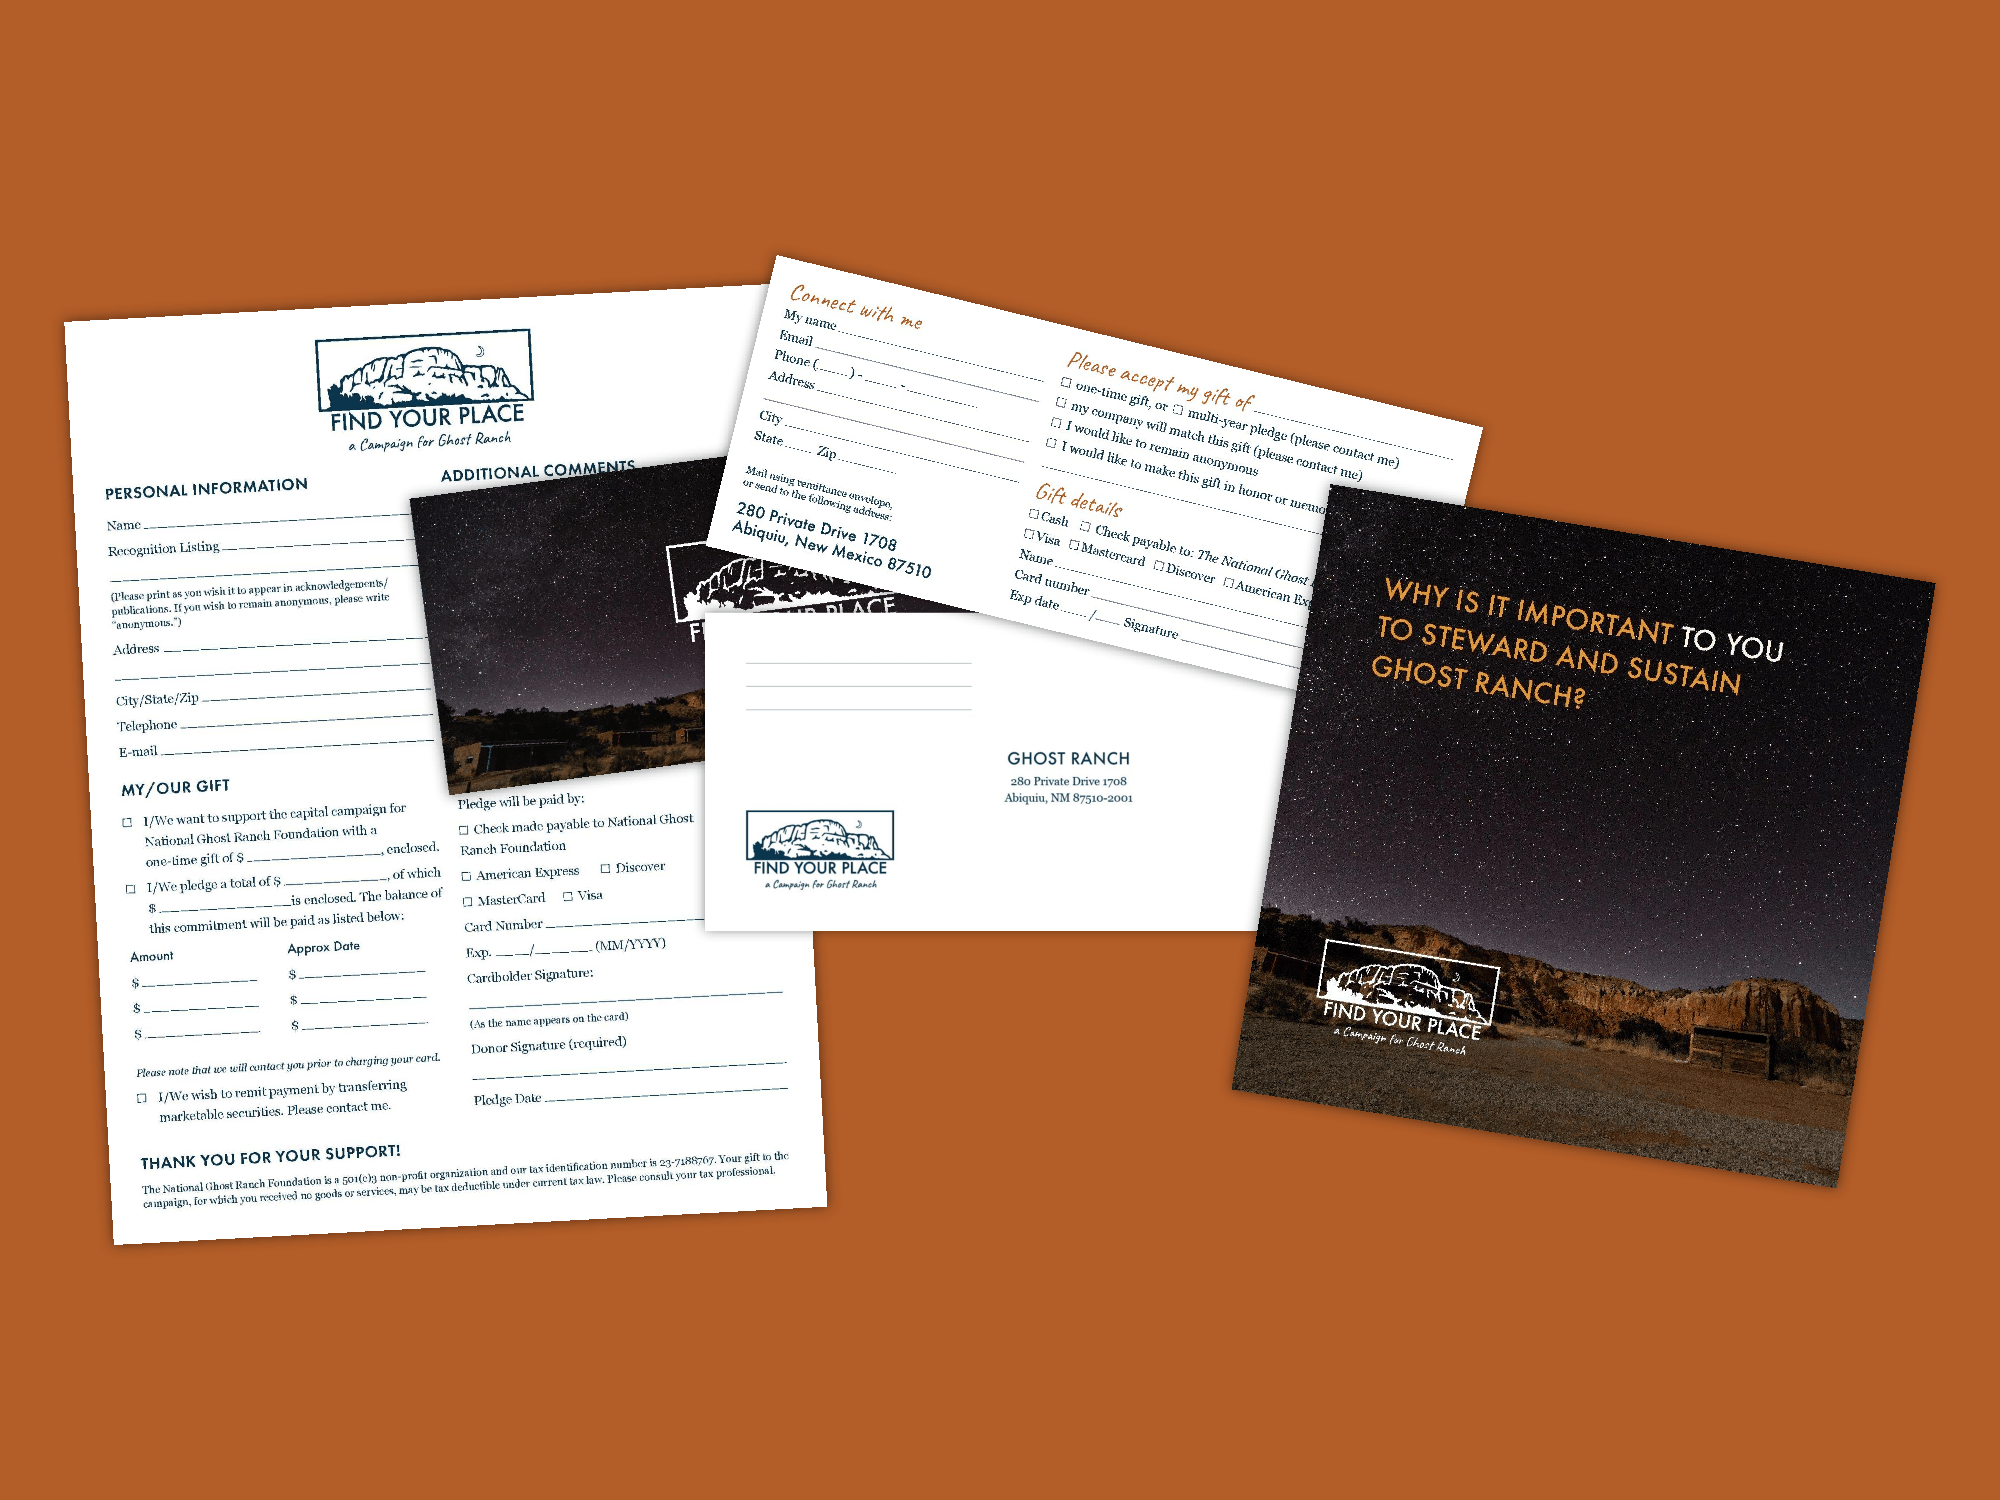 FIND YOUR PLACE
a Campaign for Ghost Ranch
PERSONAL INFORMATION
Name
Recognition Listing
(Please print as you wish it to appear in acknowledgements/
publications. If you wish to remain anonymous, please write
"anonymous.")
Address
City/State/Zip
Telephone
E-mail
MY/OUR GIFT
☐ I/We want to support the capital campaign for
National Ghost Ranch Foundation with a
one-time gift of $ , enclosed.
☐ I/We pledge a total of $ , of which
$ is enclosed. The balance of
this commitment will be paid as listed below:
Amount Approx Date
$ $
$ $
$ $
Please note that we will contact you prior to charging your card.
☐ I/We wish to remit payment by transferring
marketable securities. Please contact me.
ADDITIONAL COMMENTS
Pledge will be paid by:
☐ Check made payable to National Ghost
Ranch Foundation
☐ American Express ☐ Discover
☐ MasterCard ☐ Visa
Card Number
Exp. / (MM/YYYY)
Cardholder Signature:
(As the name appears on the card)
Donor Signature (required)
Pledge Date
THANK YOU FOR YOUR SUPPORT!
The National Ghost Ranch Foundation is a 501(c)3 non-profit organization and our tax identification number is 23-7188767. Your gift to the
campaign, for which you received no goods or services, may be tax deductible under current tax law. Please consult your tax professional.
PLACE
Connect with me
My name
Email
Phone ( ) - -
Address
City
State Zip
Mail using remittance envelope,
or send to the following address:
280 Private Drive 1708
Abiquiu, New Mexico 87510
Please accept my gift of
☐ one-time gift, or ☐ multi-year pledge (please contact me)
☐ my company will match this gift (please contact me)
☐ I would like to remain anonymous
☐ I would like to make this gift in honor or
Gift details
☐ Cash ☐ Check payable to: The National Ghost
☐ Visa ☐ Mastercard ☐ Discover ☐ American
Name
Card number
Exp date / Signature
GHOST RANCH
280 Private Drive 1708
Abiquiu, NM 87510-2001
FIND YOUR PLACE
a Campaign for Ghost Ranch
WHY IS IT IMPORTANT TO YOU
TO STEWARD AND SUSTAIN
GHOST RANCH?
FIND YOUR PLACE
a Campaign for Ghost Ranch